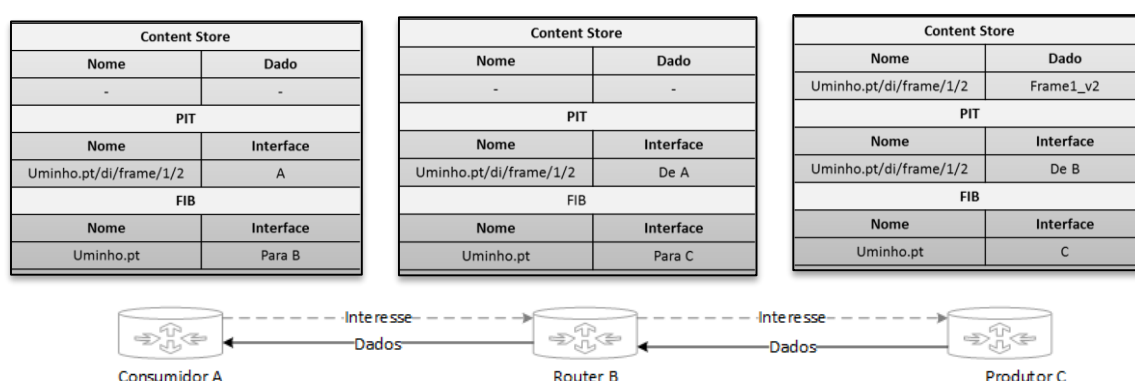 Content Store
Nome Dado
- -
PIT
Nome Interface
Uminho.pt/di/frame/1/2 A
FIB
Nome Interface
Uminho.pt Para B
Content Store
Nome Dado
- -
PIT
Nome Interface
Uminho.pt/di/frame/1/2 De A
FIB
Nome Interface
Uminho.pt Para C
Content Store
Nome Dado
Uminho.pt/di/frame/1/2 Frame1_v2
PIT
Nome Interface
Uminho.pt/di/frame/1/2 De B
FIB
Nome Interface
Uminho.pt C
Interesse Interesse
Dados Dados
Consumidor A Router B Produtor C